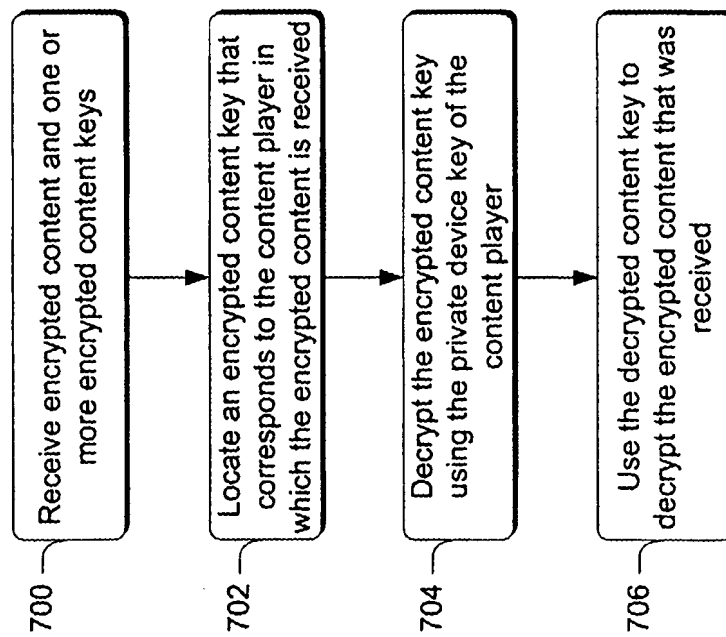 700
Receive encrypted content and one or
more encrypted content keys
702
Locate an encrypted content key that
corresponds to the content player in
which the encrypted content is received
704
Decrypt the encrypted content key
using the private device key of the
content player
706
Use the decrypted content key to
decrypt the encrypted content that was
received